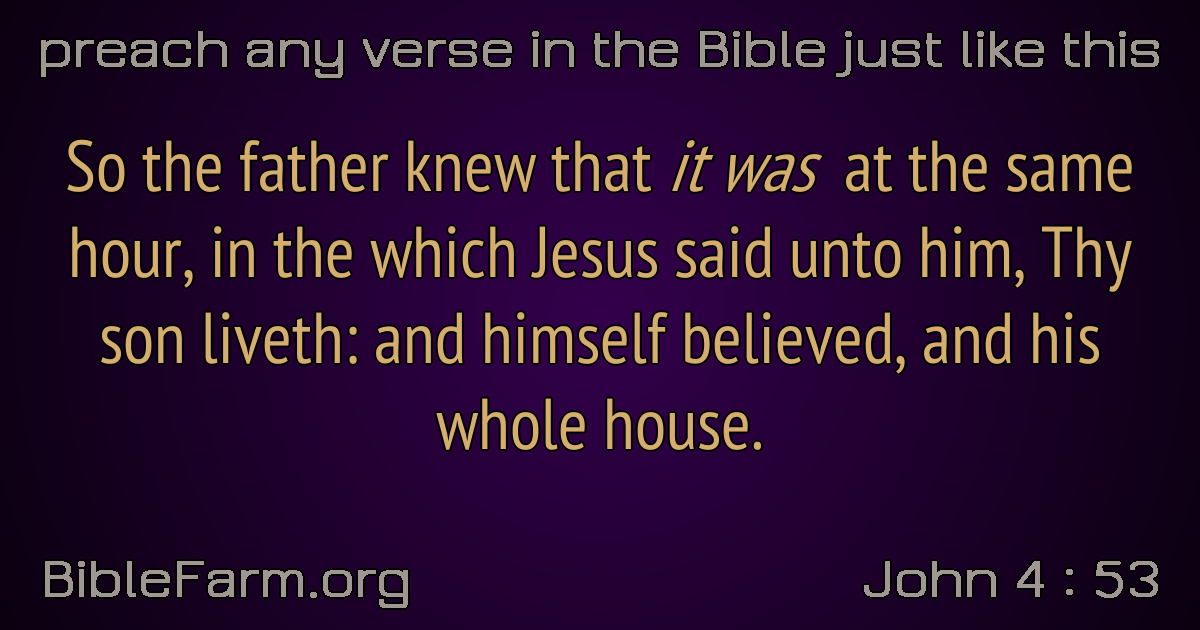 preach any verse in the Bible just like this
So the father knew that it was at the same
hour, in the which Jesus said unto him, Thy
son liveth: and himself believed, and his
whole house.
BibleFarm.org
John 4 : 53